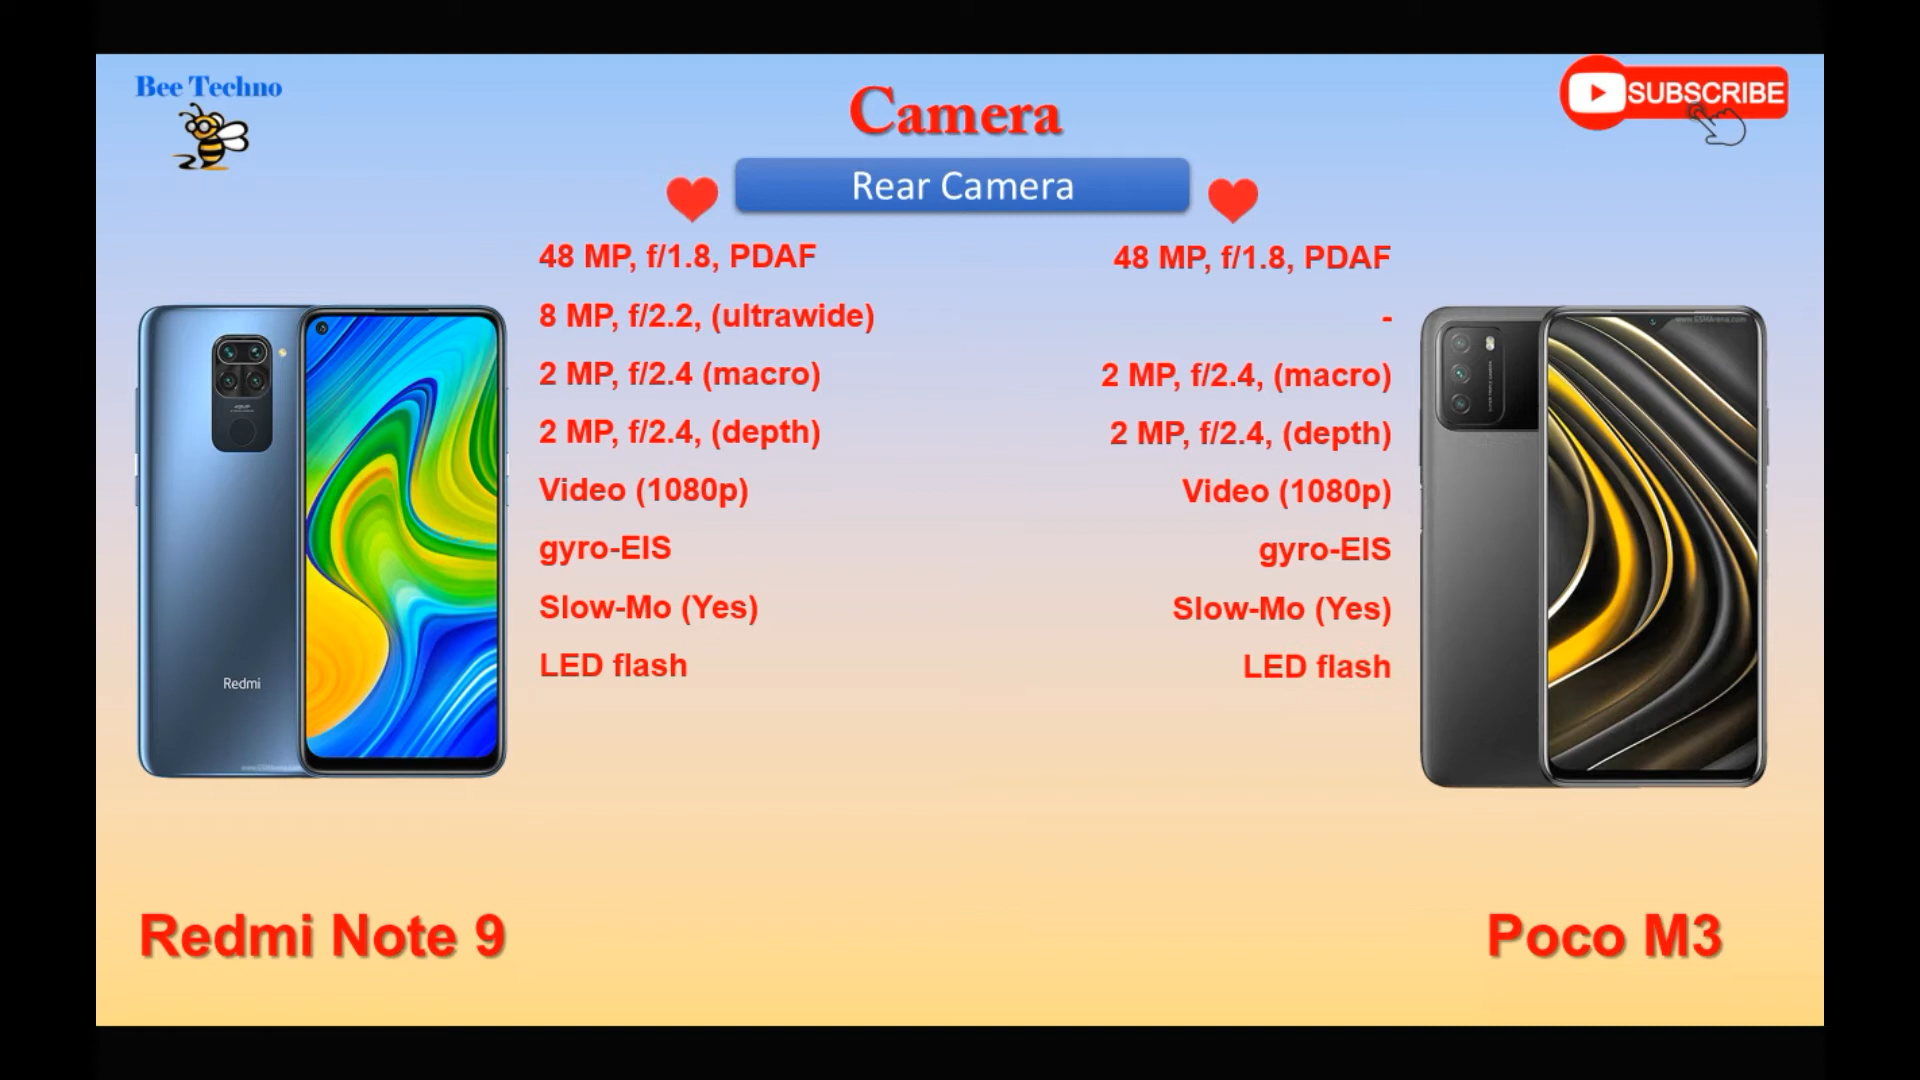 Bee Techno
Camera
SUBSCRIBE
Rear Camera
48 MP, f/1.8, PDAF
48 MP, f/1.8, PDAF
8 MP, f/2.2, (ultrawide)
-
2 MP, f/2.4 (macro)
2 MP, f/2.4, (macro)
2 MP, f/2.4, (depth)
2 MP, f/2.4, (depth)
Video (1080p)
Video (1080p)
gyro-EIS
gyro-EIS
Slow-Mo (Yes)
Slow-Mo (Yes)
LED flash
LED flash
Redmi
Redmi Note 9
Poco M3